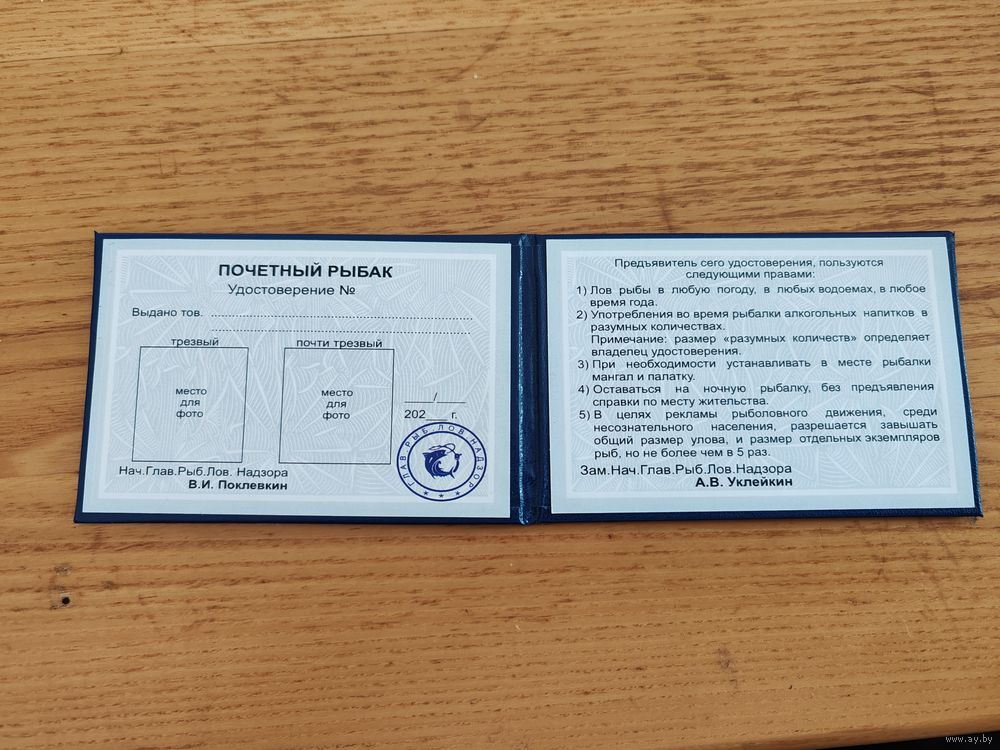 ПОЧЕТНЫЙ РЫБАК
Удостоверение №
Выдано тов.
трезвый
почти трезвый
место
для
фото
место
для
фото
___/____
202___ г.
ГЛАВ.РЫБ.ЛОВ.НАДЗОР
Нач.Глав.Рыб.Лов. Надзора
В.И. Поклевкин
Предъявитель сего удостоверения, пользуются
следующими правами:
1) Лов рыбы в любую погоду, в любых водоемах, в любое
время года.
2) Употребления во время рыбалки алкогольных напитков в
разумных количествах.
Примечание: размер «разумных количеств» определяет
владелец удостоверения.
3) При необходимости устанавливать в месте рыбалки
мангал и палатку.
4) Оставаться на ночную рыбалку, без предъявления
справки по месту жительства.
5) В целях рекламы рыболовного движения, среди
несознательного населения, разрешается завышать
общий размер улова, и размер отдельных экземпляров
рыб, но не более чем в 5 раз.
Зам.Нач.Глав.Рыб.Лов.Надзора
А.В. Уклейкин
www.ay.by